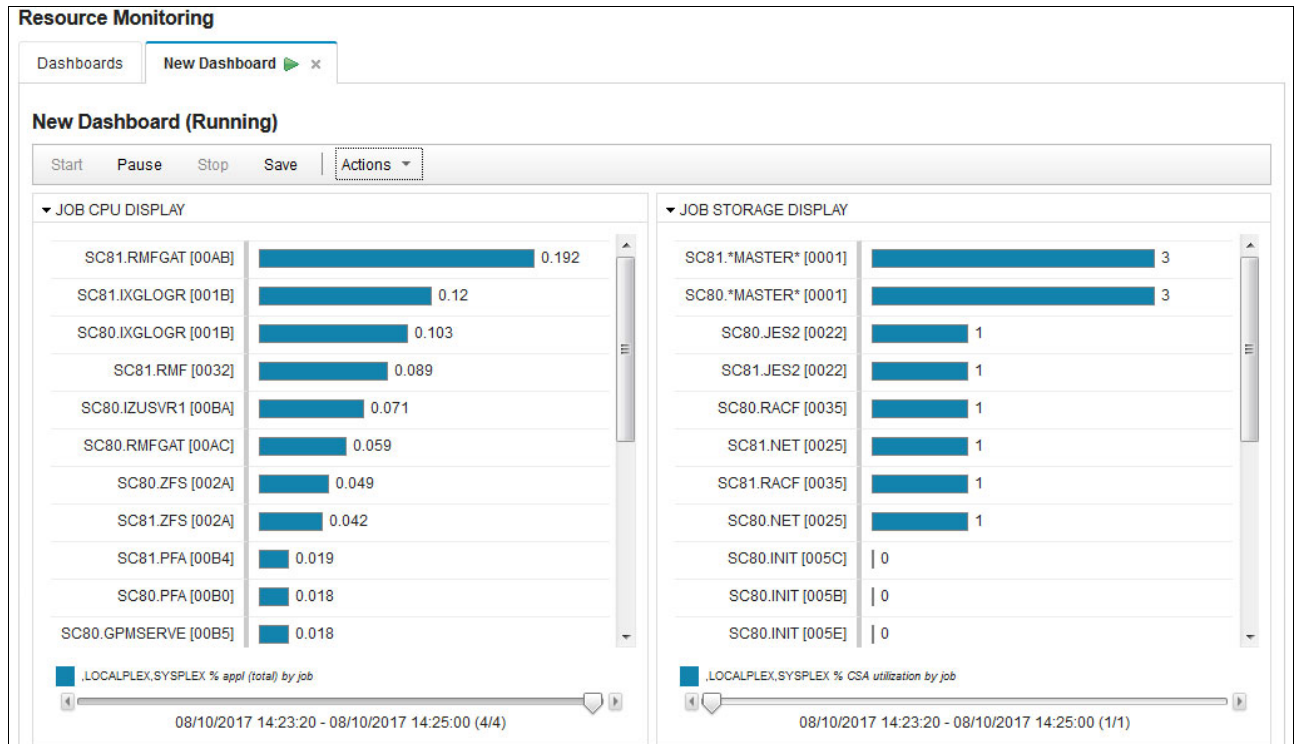 Resource Monitoring
Dashboards New Dashboard
New Dashboard (Running)
Start Pause Stop Save Actions
JOB CPU DISPLAY
SC81.RMFGAT [00AB] 0.192
SC81.IXGLOGR [001B] 0.12
SC80.IXGLOGR [001B] 0.103
SC81.RMF [0032] 0.089
SC80.IZUSVR1 [00BA] 0.071
SC80.RMFGAT [00AC] 0.059
SC80.ZFS [002A] 0.049
SC81.ZFS [002A] 0.042
SC81.PFA [00B4] 0.019
SC80.PFA [00B0] 0.018
SC80.GPMSERVE [00B5] 0.018
,LOCALPLEX,SYSPLEX % appl (total) by job
08/10/2017 14:23:20 - 08/10/2017 14:25:00 (4/4)
JOB STORAGE DISPLAY
SC81.*MASTER* [0001] 3
SC80.*MASTER* [0001] 3
SC80.JES2 [0022] 1
SC81.JES2 [0022] 1
SC80.RACF [0035] 1
SC81.NET [0025] 1
SC81.RACF [0035] 1
SC80.NET [0025] 1
SC80.INIT [005C] 0
SC80.INIT [005B] 0
SC80.INIT [005E] 0
,LOCALPLEX,SYSPLEX % CSA utilization by job
08/10/2017 14:23:20 - 08/10/2017 14:25:00 (1/1)